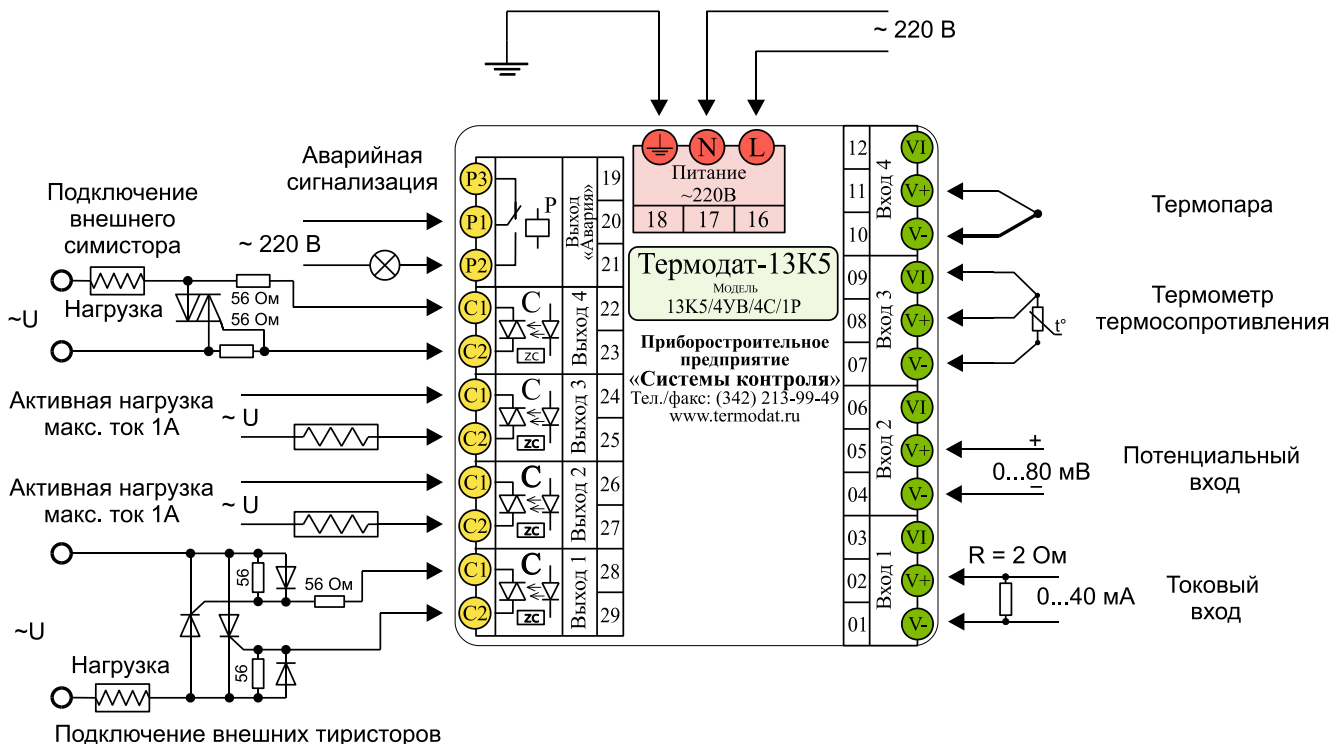 ~ 220 В
Аварийная
сигнализация
Подключение
внешнего
симистора
~ 220 В
Нагрузка
56 Ом
56 Ом
~U
Активная нагрузка
макс. ток 1А
~ U
Активная нагрузка
макс. ток 1А
~ U
56
56 Ом
~U
56
Нагрузка
Подключение внешних тиристоров
P3
P1
P2
C1
C2
C1
C2
C1
C2
C1
C2
P
C
zc
C
zc
C
zc
C
zc
Выход
«Авария»
Выход 4
Выход 3
Выход 2
Выход 1
19
20
21
22
23
24
25
26
27
28
29
N
L
Питание
~220В
18
17
16
Термодат-13К5
Модель
13К5/4УВ/4С/1Р
Приборостроительное
предприятие
«Системы контроля»
Тел./факс: (342) 213-99-49
www.termodat.ru
12
11
10
09
08
07
06
05
04
03
02
01
Вход 4
Вход 3
Вход 2
Вход 1
VI
V+
V-
VI
V+
V-
VI
V+
V-
VI
V+
V-
Термопара
t°
Термометр
термосопротивления
+
0...80 мВ
–
Потенциальный
вход
R = 2 Ом
0...40 мА
Токовый
вход